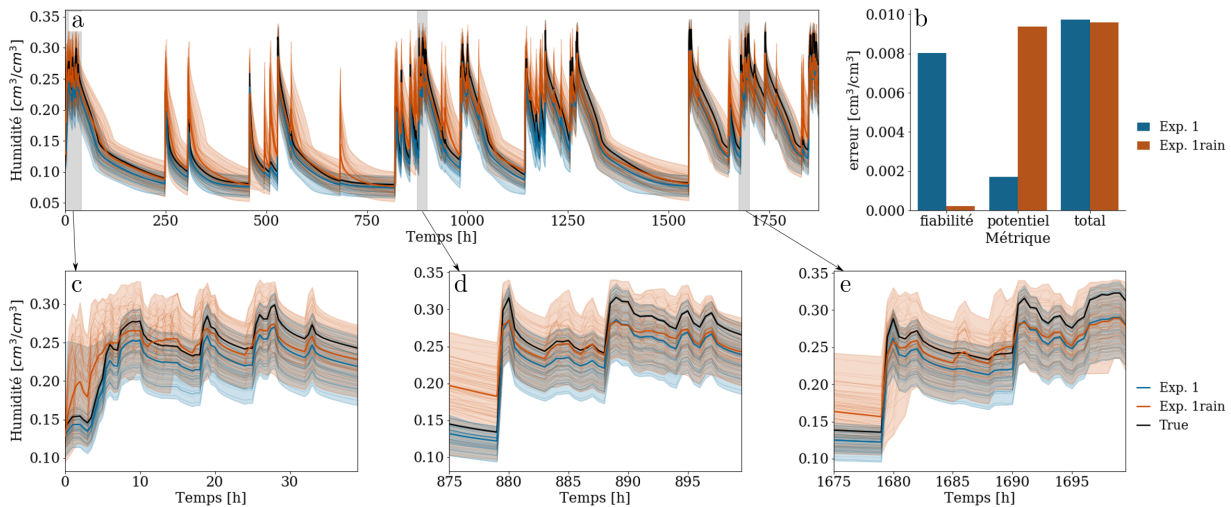 a
Humidité [cm³/cm³]
0.35
0.30
0.25
0.20
0.15
0.10
0.05
0 250 500 750 1000 1250 1500 1750
Temps [h]
b
erreur [cm³/cm³]
0.010
0.008
0.006
0.004
0.002
0.000
fiabilité potentiel total
Métrique
Exp. 1
Exp. 1rain
c
Humidité [cm³/cm³]
0.30
0.25
0.20
0.15
0.10
0 10 20 30
Temps [h]
d
0.35
0.30
0.25
0.20
0.15
0.10
875 880 885 890 895
Temps [h]
e
0.35
0.30
0.25
0.20
0.15
0.10
1675 1680 1685 1690 1695
Temps [h]
Exp. 1
Exp. 1rain
True